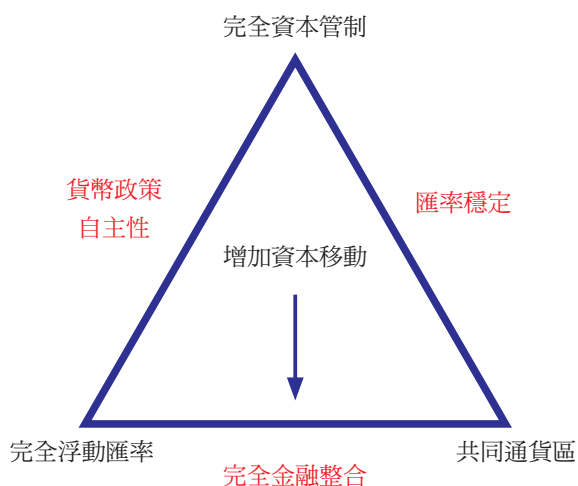 完全資本管制
貨幣政策
自主性
匯率穩定
增加資本移動
完全浮動匯率
共同通貨區
完全金融整合